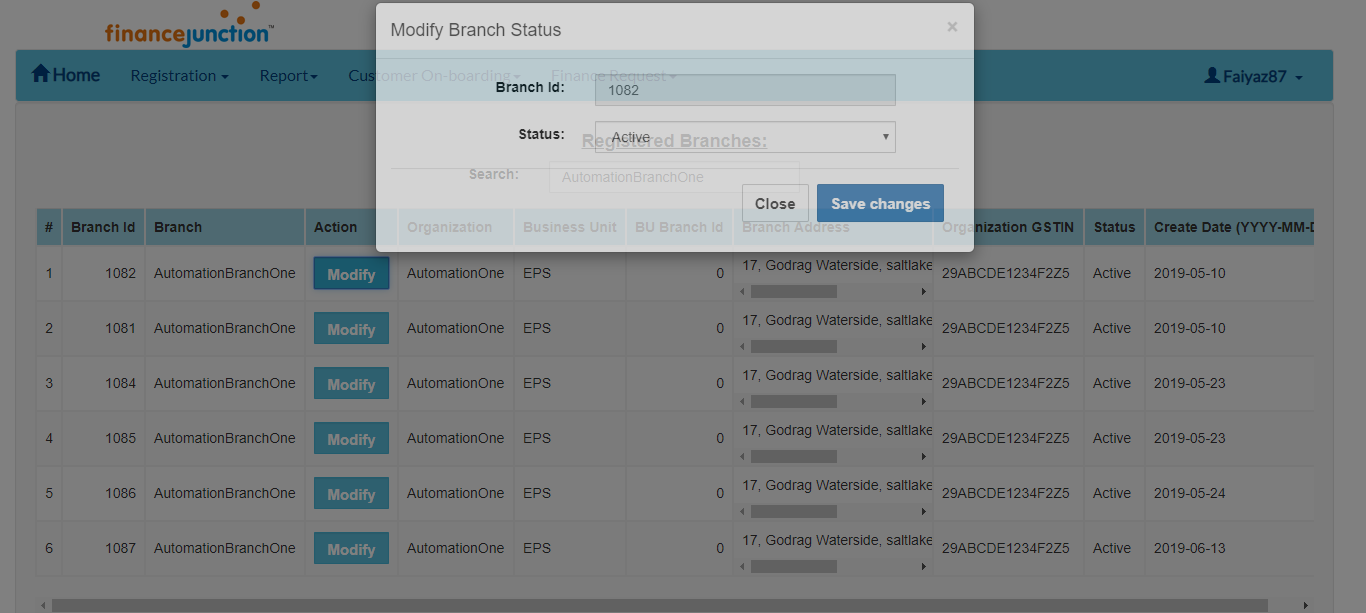 financejunction™
Modify Branch Status ×
Home Registration Report Customer On-boarding Finance Request Faiyaz87
Branch Id: 1082
Status: Active
Registered Branches:
Search: AutomationBranchOne
Close Save changes
# Branch Id Branch Action Organization Business Unit BU Branch Id Branch Address Organization GSTIN Status Create Date (YYYY-MM-D
1 1082 AutomationBranchOne Modify AutomationOne EPS 0 17, Godrag Waterside, saltlake 29ABCDE1234F2Z5 Active 2019-05-10
2 1081 AutomationBranchOne Modify AutomationOne EPS 0 17, Godrag Waterside, saltlake 29ABCDE1234F2Z5 Active 2019-05-10
3 1084 AutomationBranchOne Modify AutomationOne EPS 0 17, Godrag Waterside, saltlake 29ABCDE1234F2Z5 Active 2019-05-23
4 1085 AutomationBranchOne Modify AutomationOne EPS 0 17, Godrag Waterside, saltlake 29ABCDE1234F2Z5 Active 2019-05-23
5 1086 AutomationBranchOne Modify AutomationOne EPS 0 17, Godrag Waterside, saltlake 29ABCDE1234F2Z5 Active 2019-05-24
6 1087 AutomationBranchOne Modify AutomationOne EPS 0 17, Godrag Waterside, saltlake 29ABCDE1234F2Z5 Active 2019-06-13